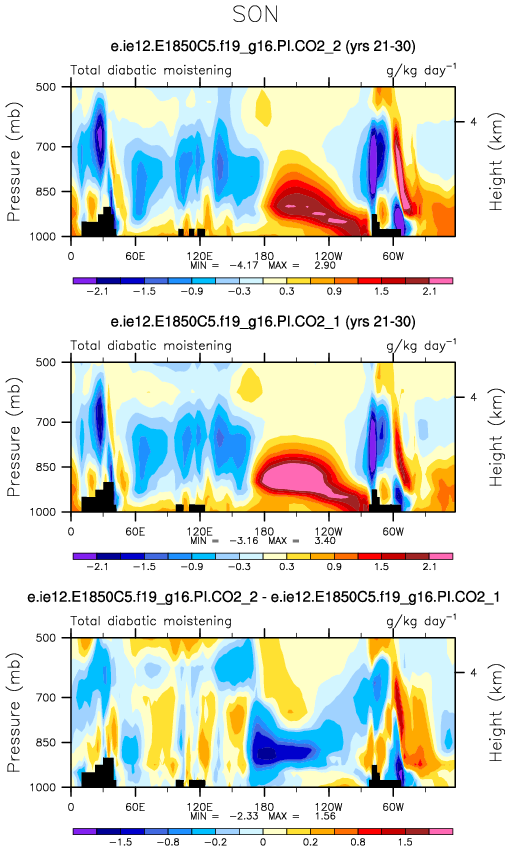 SON
e.ie12.E1850C5.f19_g16.PI.CO2_2 (yrs 21-30)
Total diabatic moistening g/kg day⁻¹
Pressure (mb)
500
700
850
1000
4
Height (km)
0 60E 120E 180 120W 60W
MIN = -4.17 MAX = 2.90
-2.1 -1.5 -0.9 -0.3 0.3 0.9 1.5 2.1
e.ie12.E1850C5.f19_g16.PI.CO2_1 (yrs 21-30)
Total diabatic moistening g/kg day⁻¹
Pressure (mb)
500
700
850
1000
4
Height (km)
0 60E 120E 180 120W 60W
MIN = -3.16 MAX = 3.40
-2.1 -1.5 -0.9 -0.3 0.3 0.9 1.5 2.1
e.ie12.E1850C5.f19_g16.PI.CO2_2 - e.ie12.E1850C5.f19_g16.PI.CO2_1
Total diabatic moistening g/kg day⁻¹
Pressure (mb)
500
700
850
1000
4
Height (km)
0 60E 120E 180 120W 60W
MIN = -2.33 MAX = 1.56
-1.5 -0.8 -0.2 0 0.2 0.8 1.5